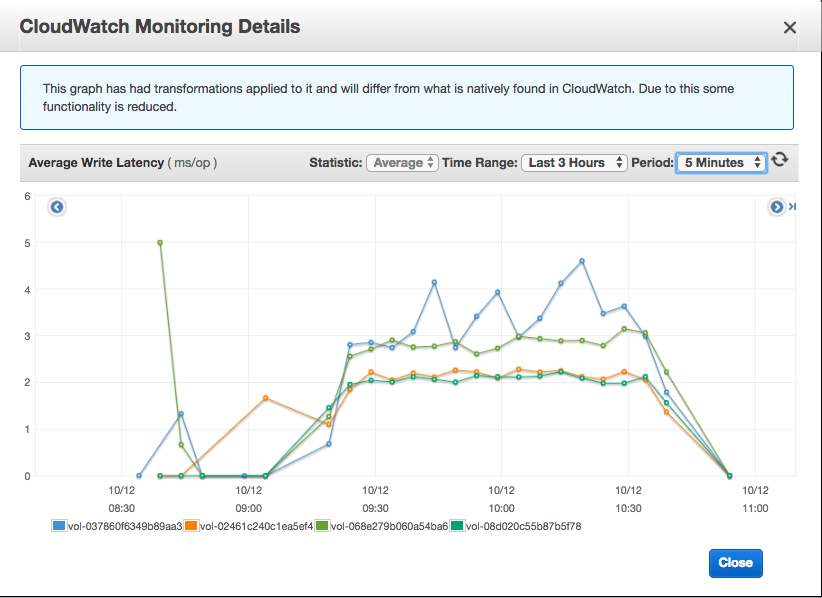 CloudWatch Monitoring Details
This graph has had transformations applied to it and will differ from what is natively found in CloudWatch. Due to this some
functionality is reduced.
Average Write Latency ( ms/op ) Statistic: Average Time Range: Last 3 Hours Period: 5 Minutes
6
5
4
3
2
1
0
10/12 10/12 10/12 10/12 10/12 10/12
08:30 09:00 09:30 10:00 10:30 11:00
vol-037860f6349b89aa3 vol-02461c240c1ea5ef4 vol-068e279b060a54ba6 vol-08d020c55b87b5f78
Close